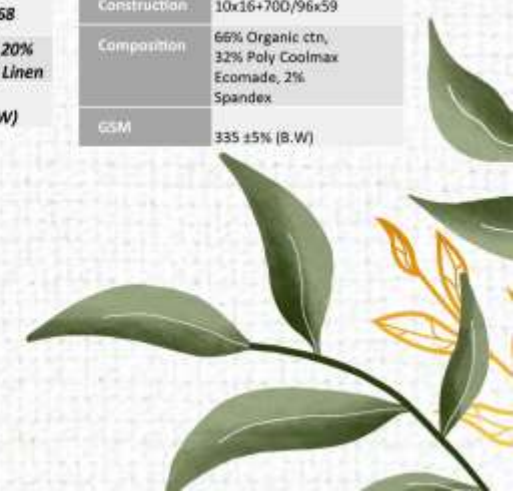 68
20%
Linen
W)
Construction 10x16+70D/96x59
Composition 66% Organic ctn,
32% Poly Coolmax
Ecomade, 2%
Spandex
GSM
335 ±5% (B.W)